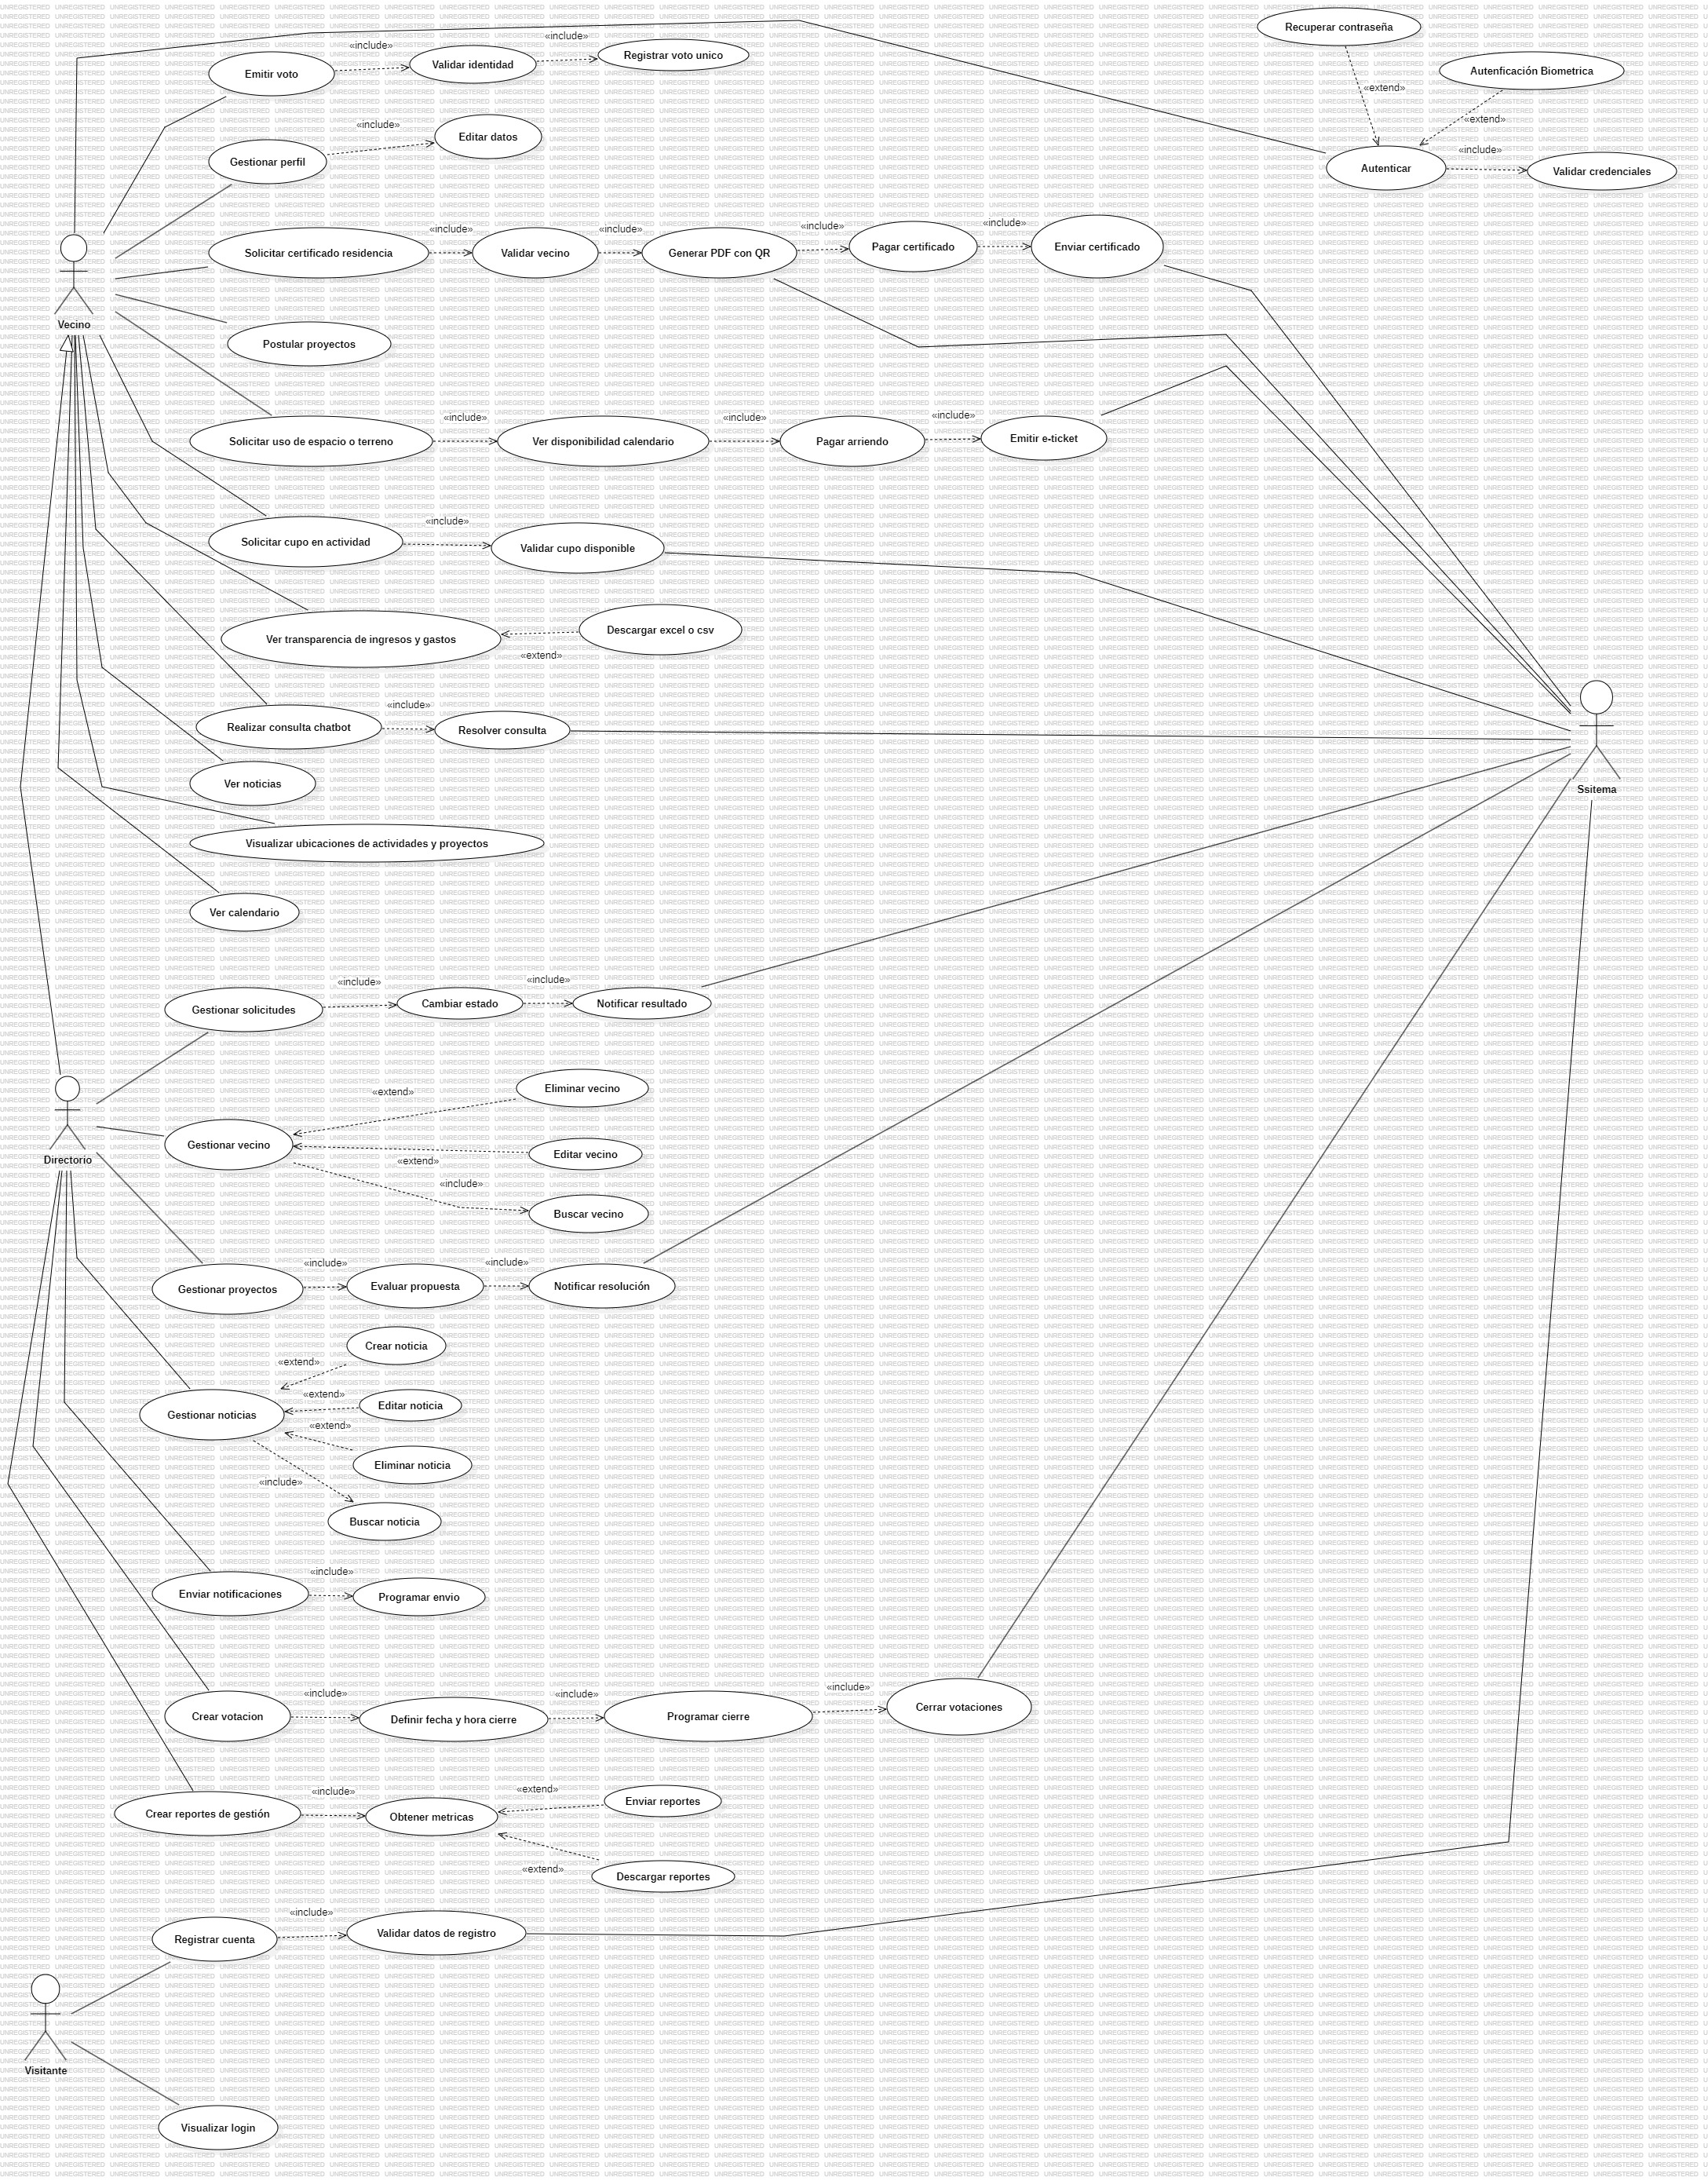 Recuperar contraseña
«include»
«include»
Emitir voto
Validar identidad
Registrar voto unico
Autenficación Biometrica
«extend»
«extend»
«include»
Editar datos
Gestionar perfil
«include»
Autenticar
Validar credenciales
«include»
«include»
«include»
«include»
Solicitar certificado residencia
Validar vecino
Generar PDF con QR
Pagar certificado
Enviar certificado
Vecino
Postular proyectos
«include»
«include»
«include»
Solicitar uso de espacio o terreno
Ver disponibilidad calendario
Pagar arriendo
Emitir e-ticket
«include»
Solicitar cupo en actividad
Validar cupo disponible
Ver transparencia de ingresos y gastos
Descargar excel o csv
«extend»
«include»
Realizar consulta chatbot
Resolver consulta
Ver noticias
Ssitema
Visualizar ubicaciones de actividades y proyectos
Ver calendario
«include»
«include»
Gestionar solicitudes
Cambiar estado
Notificar resultado
«extend»
Eliminar vecino
Gestionar vecino
Editar vecino
Directorio
«extend»
«include»
Buscar vecino
«include»
«include»
Gestionar proyectos
Evaluar propuesta
Notificar resolución
Crear noticia
«extend»
«extend»
Editar noticia
Gestionar noticias
«extend»
Eliminar noticia
«include»
Buscar noticia
«include»
Enviar notificaciones
Programar envio
«include»
«include»
«include»
Crear votacion
Definir fecha y hora cierre
Programar cierre
Cerrar votaciones
«include»
«extend»
Crear reportes de gestión
Obtener metricas
Enviar reportes
«extend»
Descargar reportes
«include»
Registrar cuenta
Validar datos de registro
Visitante
Visualizar login
UNREGISTERED